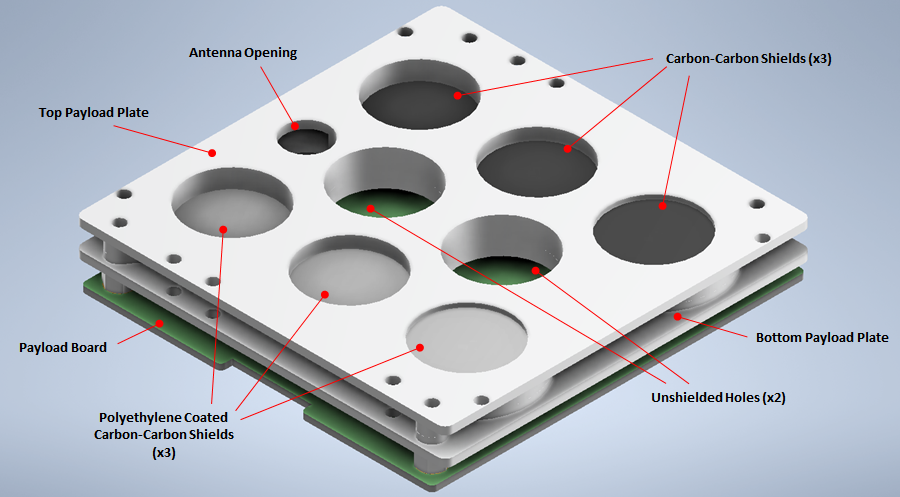 Antenna Opening
Carbon-Carbon Shields (x3)
Top Payload Plate
Payload Board
Bottom Payload Plate
Unshielded Holes (x2)
Polyethylene Coated
Carbon-Carbon Shields
(x3)